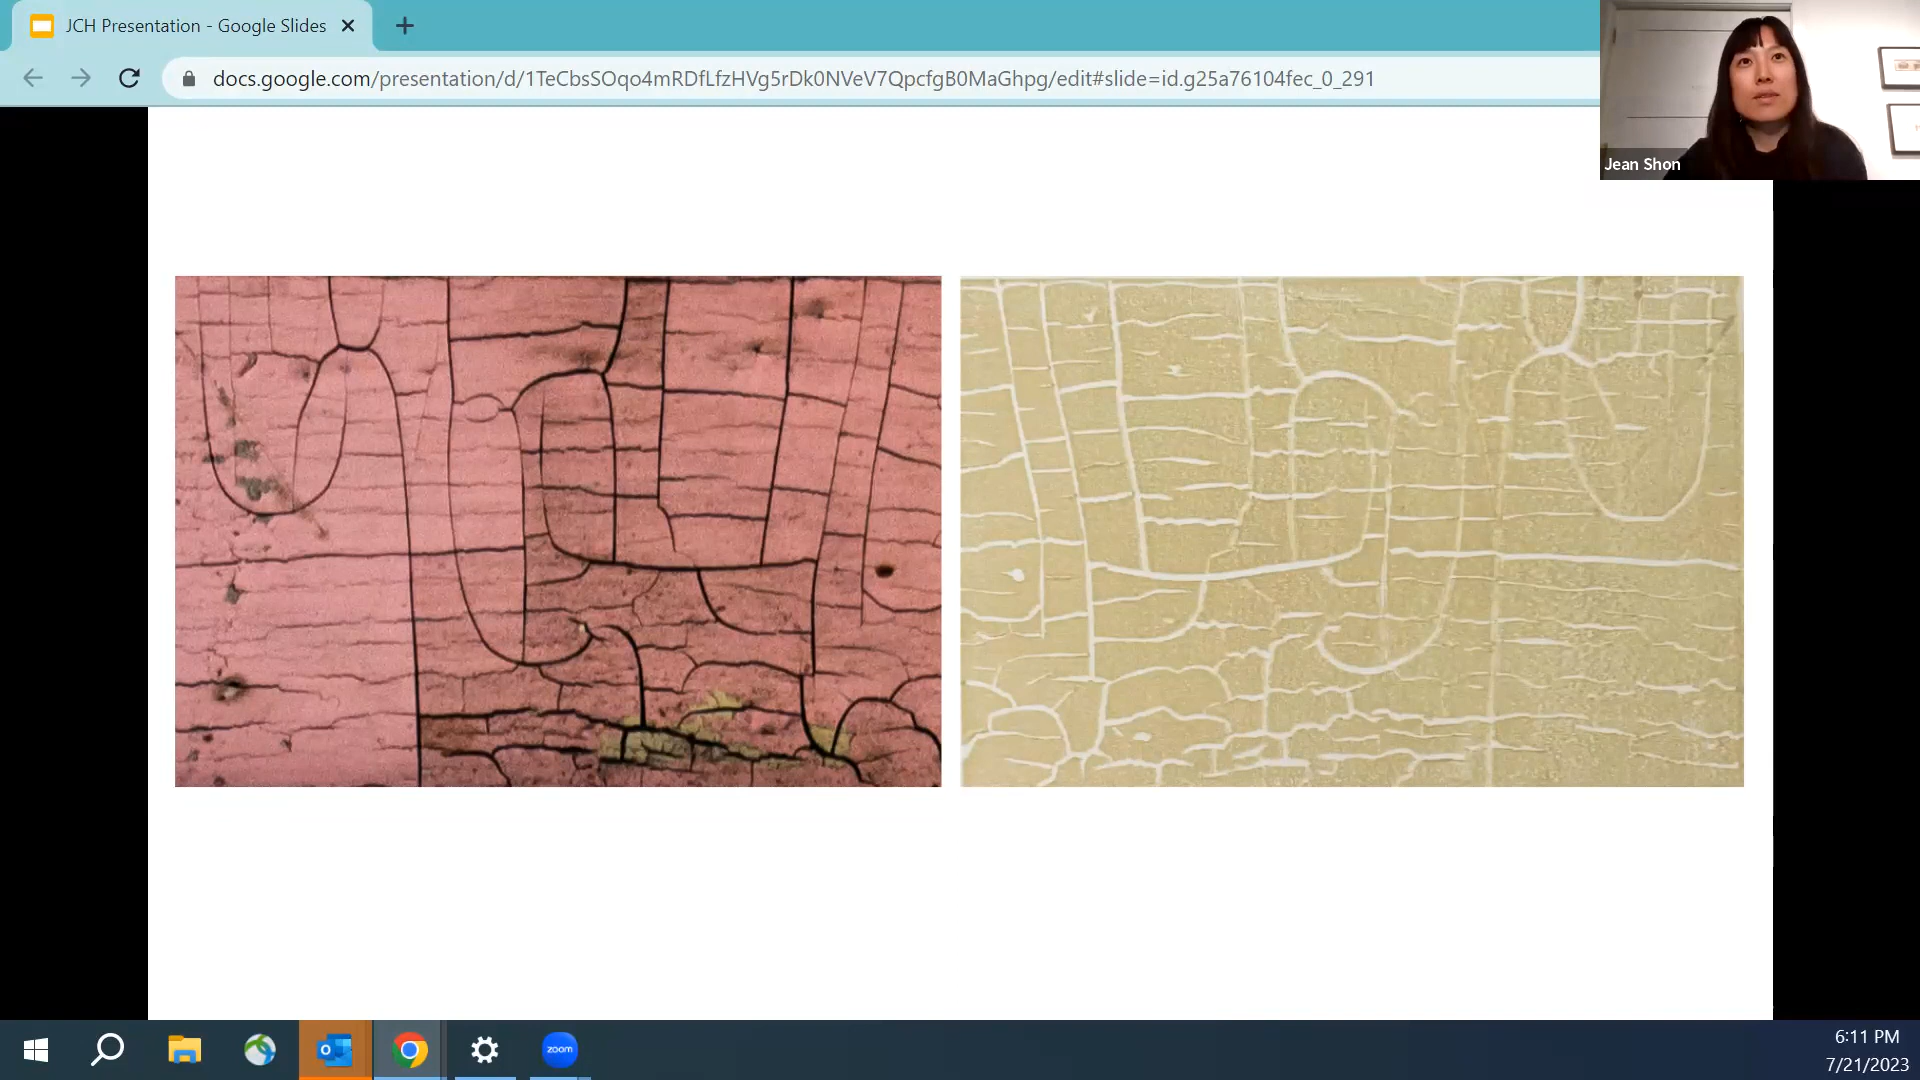 JCH Presentation - Google Slides
docs.google.com/presentation/d/1TeCbsSOqo4mRDfLfzHVg5rDk0NVeV7QpcfgB0MaGhpg/edit#slide=id.g25a76104fec_0_291
Jean Shon
zoom
6:11 PM
7/21/2023